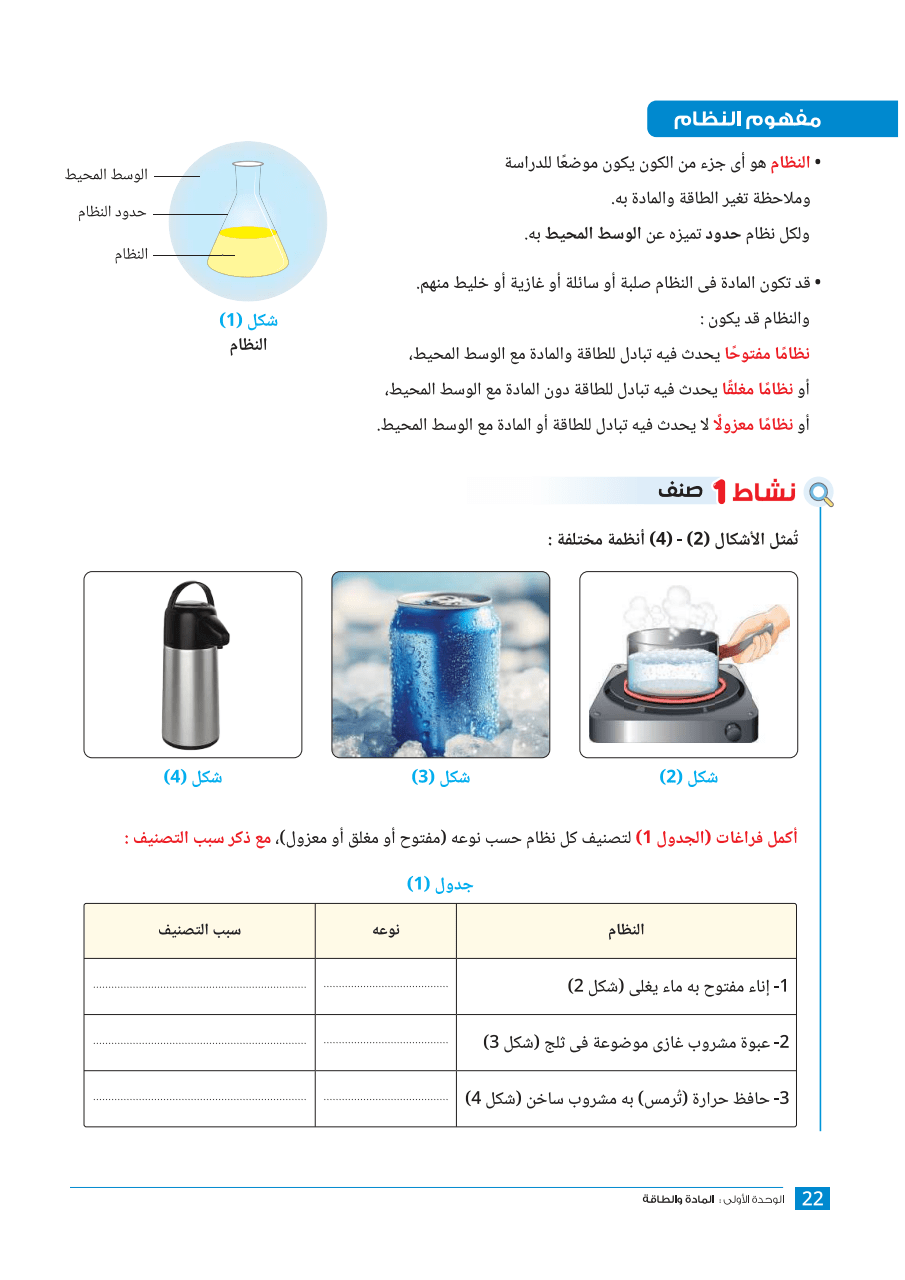 مفهوم النظام
• النظام هو أى جزء من الكون يكون موضعًا للدراسة
وملاحظة تغير الطاقة والمادة به.
ولكل نظام حدود تميزه عن الوسط المحيط به.
الوسط المحيط
حدود النظام
النظام
شكل (1)
النظام
• قد تكون المادة فى النظام صلبة أو سائلة أو غازية أو خليط منهم.
والنظام قد يكون :
نظامًا مفتوحًا يحدث فيه تبادل للطاقة والمادة مع الوسط المحيط،
أو نظامًا مغلقًا يحدث فيه تبادل للطاقة دون المادة مع الوسط المحيط،
أو نظامًا معزولًا لا يحدث فيه تبادل للطاقة أو المادة مع الوسط المحيط.
نشاط 1 صنف
تُمثل الأشكال (2) - (4) أنظمة مختلفة :
شكل (2)
شكل (3)
شكل (4)
أكمل فراغات (الجدول 1) لتصنيف كل نظام حسب نوعه (مفتوح أو مغلق أو معزول)، مع ذكر سبب التصنيف :
جدول (1)
النظام
نوعه
سبب التصنيف
1- إناء مفتوح به ماء يغلى (شكل 2)
2- عبوة مشروب غازى موضوعة فى ثلج (شكل 3)
3- حافظ حرارة (تُرمس) به مشروب ساخن (شكل 4)
22 الوحدة الأولى : المادة والطاقة